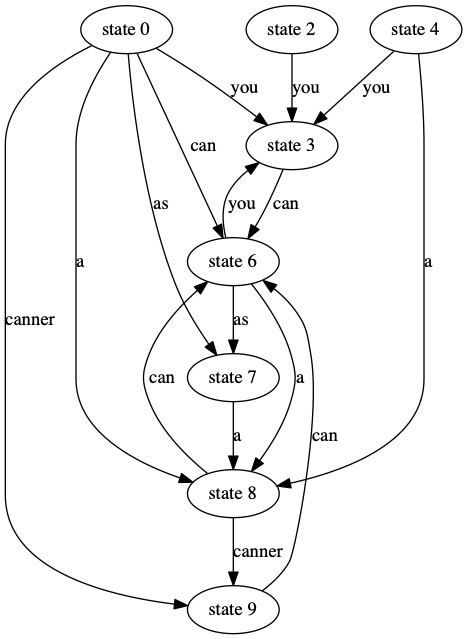 state 0
state 2
state 4
you
you
you
state 3
can
as
you
can
state 6
canner
a
as
a
state 7
can
a
can
a
state 8
canner
state 9